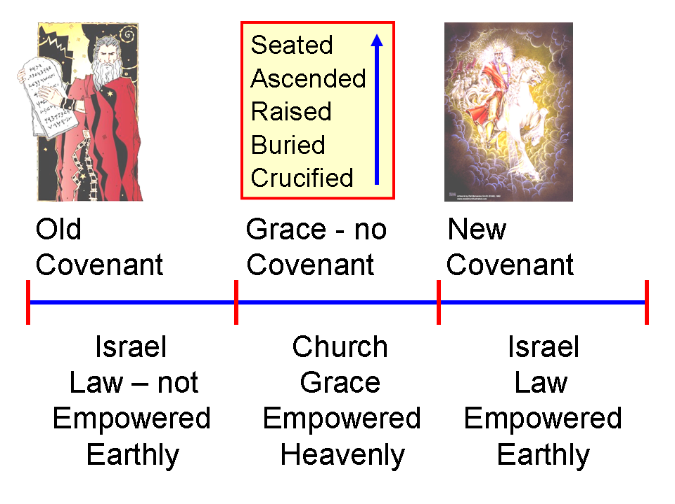 Seated
Ascended
Raised
Buried
Crucified
Old
Covenant
Grace - no
Covenant
New
Covenant
Israel
Law – not
Empowered
Earthly
Church
Grace
Empowered
Heavenly
Israel
Law
Empowered
Earthly